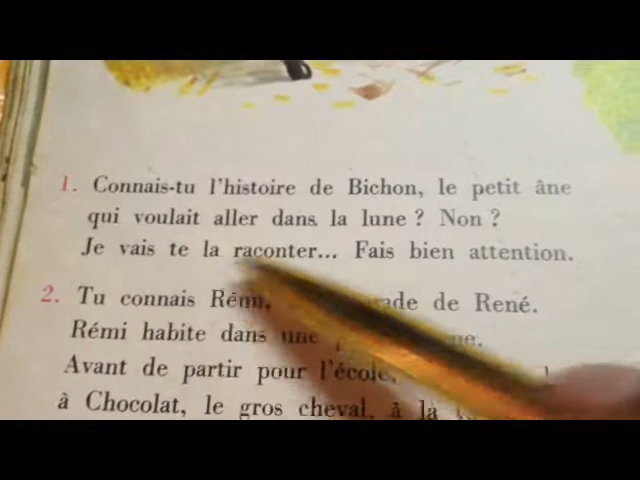 1. Connais-tu l'histoire de Bichon, le petit âne
qui voulait aller dans la lune ? Non ?
Je vais te la raconter... Fais bien attention.
2. Tu connais Rémi, de René.
Rémi habite dans une
Avant de partir pour l'école,
à Chocolat, le gros cheval, à la